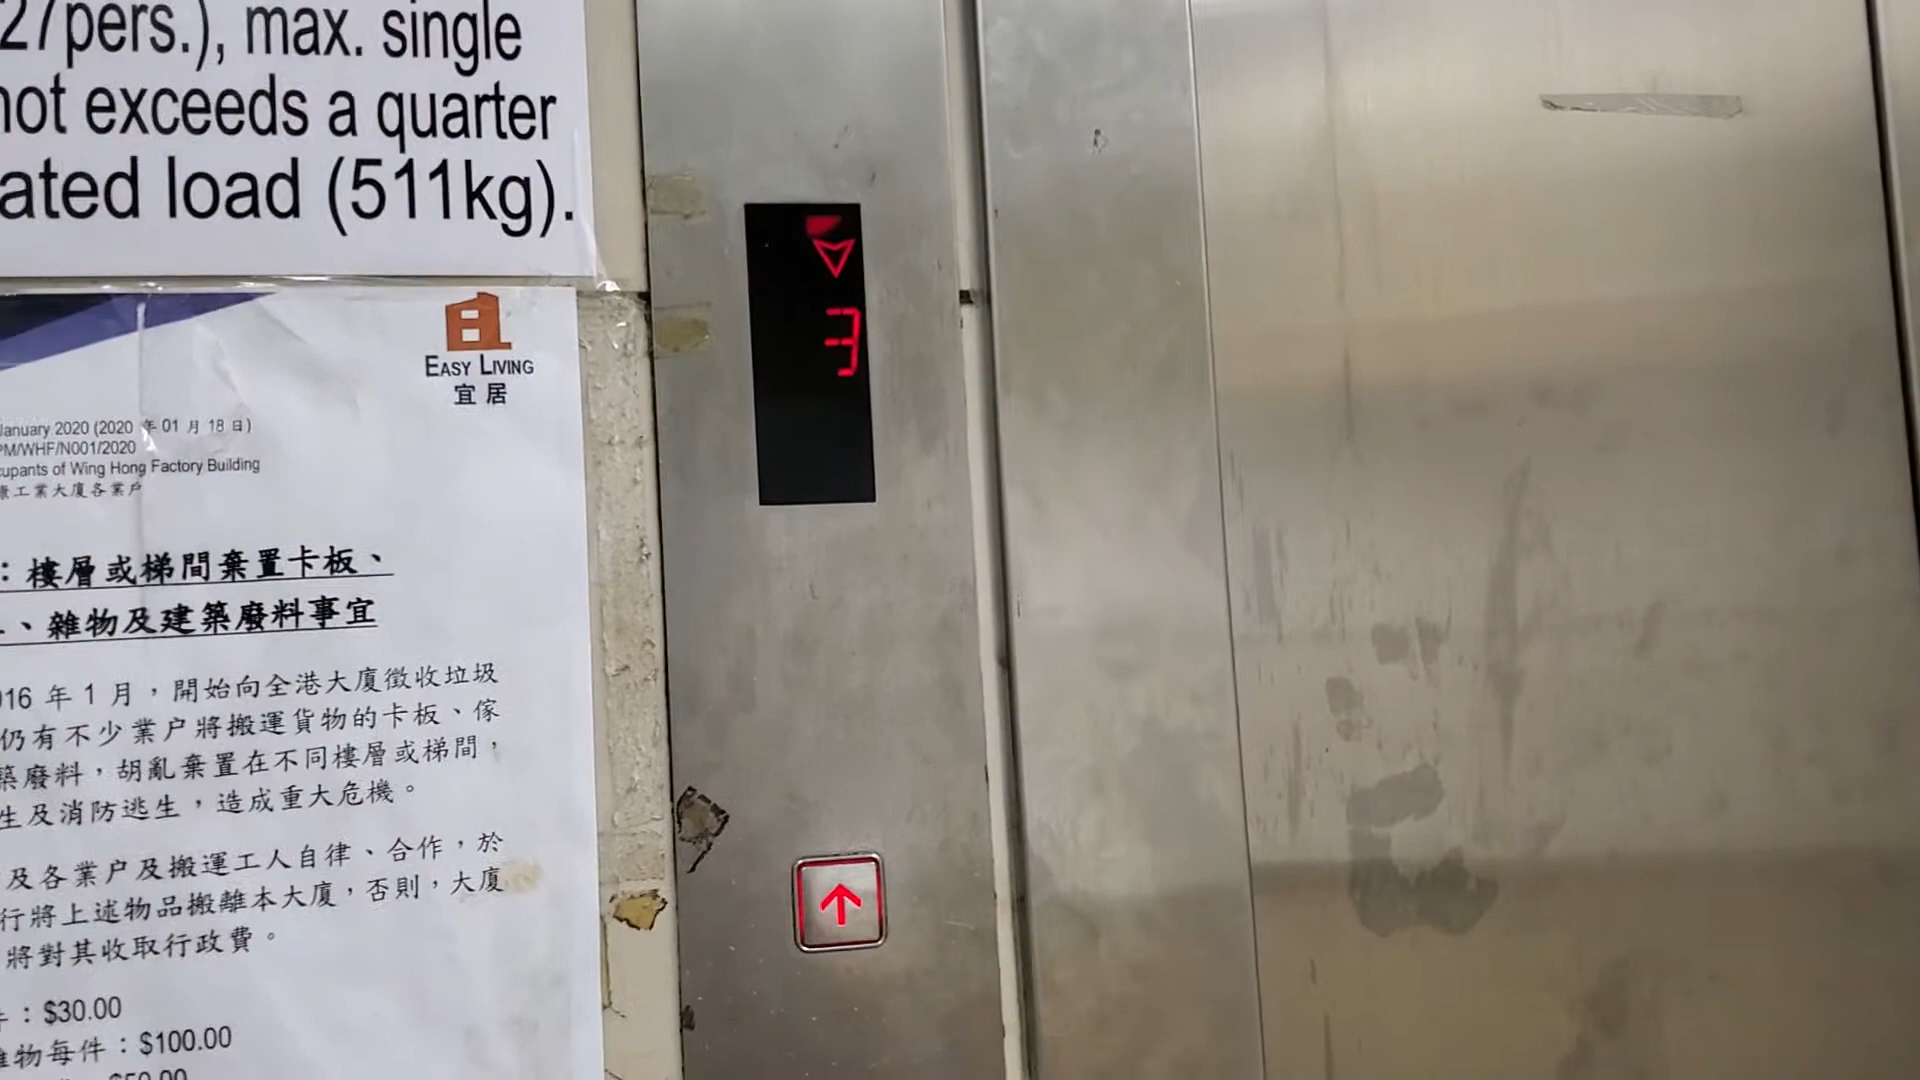 27pers.), max. single
not exceeds a quarter
ated load (511kg).
EASY LIVING
宜居
January 2020 (2020 年 01 月 18 日)
PM/WHF/N001/2020
cupants of Wing Hong Factory Building
康工業大廈各業户
：樓層或梯間棄置卡板、
、雜物及建築廢料事宜
016 年 1 月，開始向全港大廈徵收垃圾
仍有不少業户將搬運貨物的卡板、傢
築廢料，胡亂棄置在不同樓層或梯間，
生及消防逃生，造成重大危機。
及各業户及搬運工人自律、合作，於
行將上述物品搬離本大廈，否則，大廈
將對其收取行政費。
件：$30.00
雜物每件：$100.00
$50.00
3